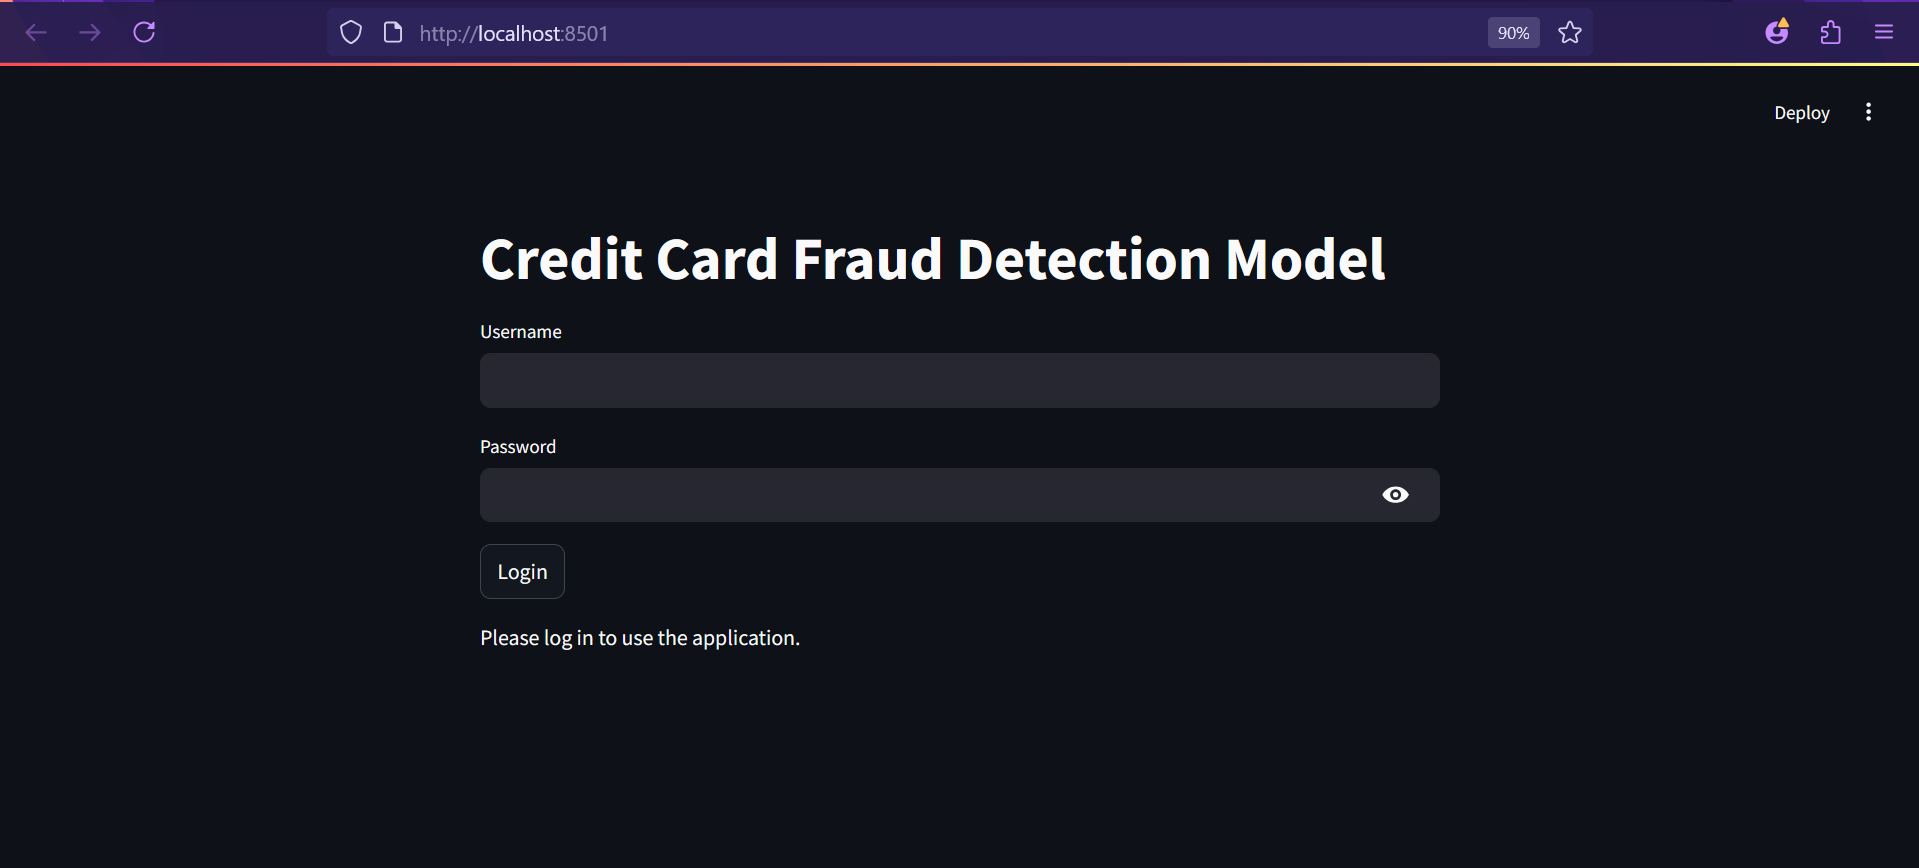 http://localhost:8501
90%
Deploy
Credit Card Fraud Detection Model
Username
Password
Login
Please log in to use the application.